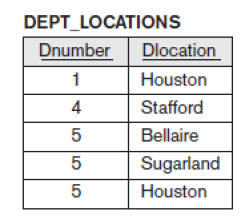 DEPT_LOCATIONS
Dnumber Dlocation
1 Houston
4 Stafford
5 Bellaire
5 Sugarland
5 Houston